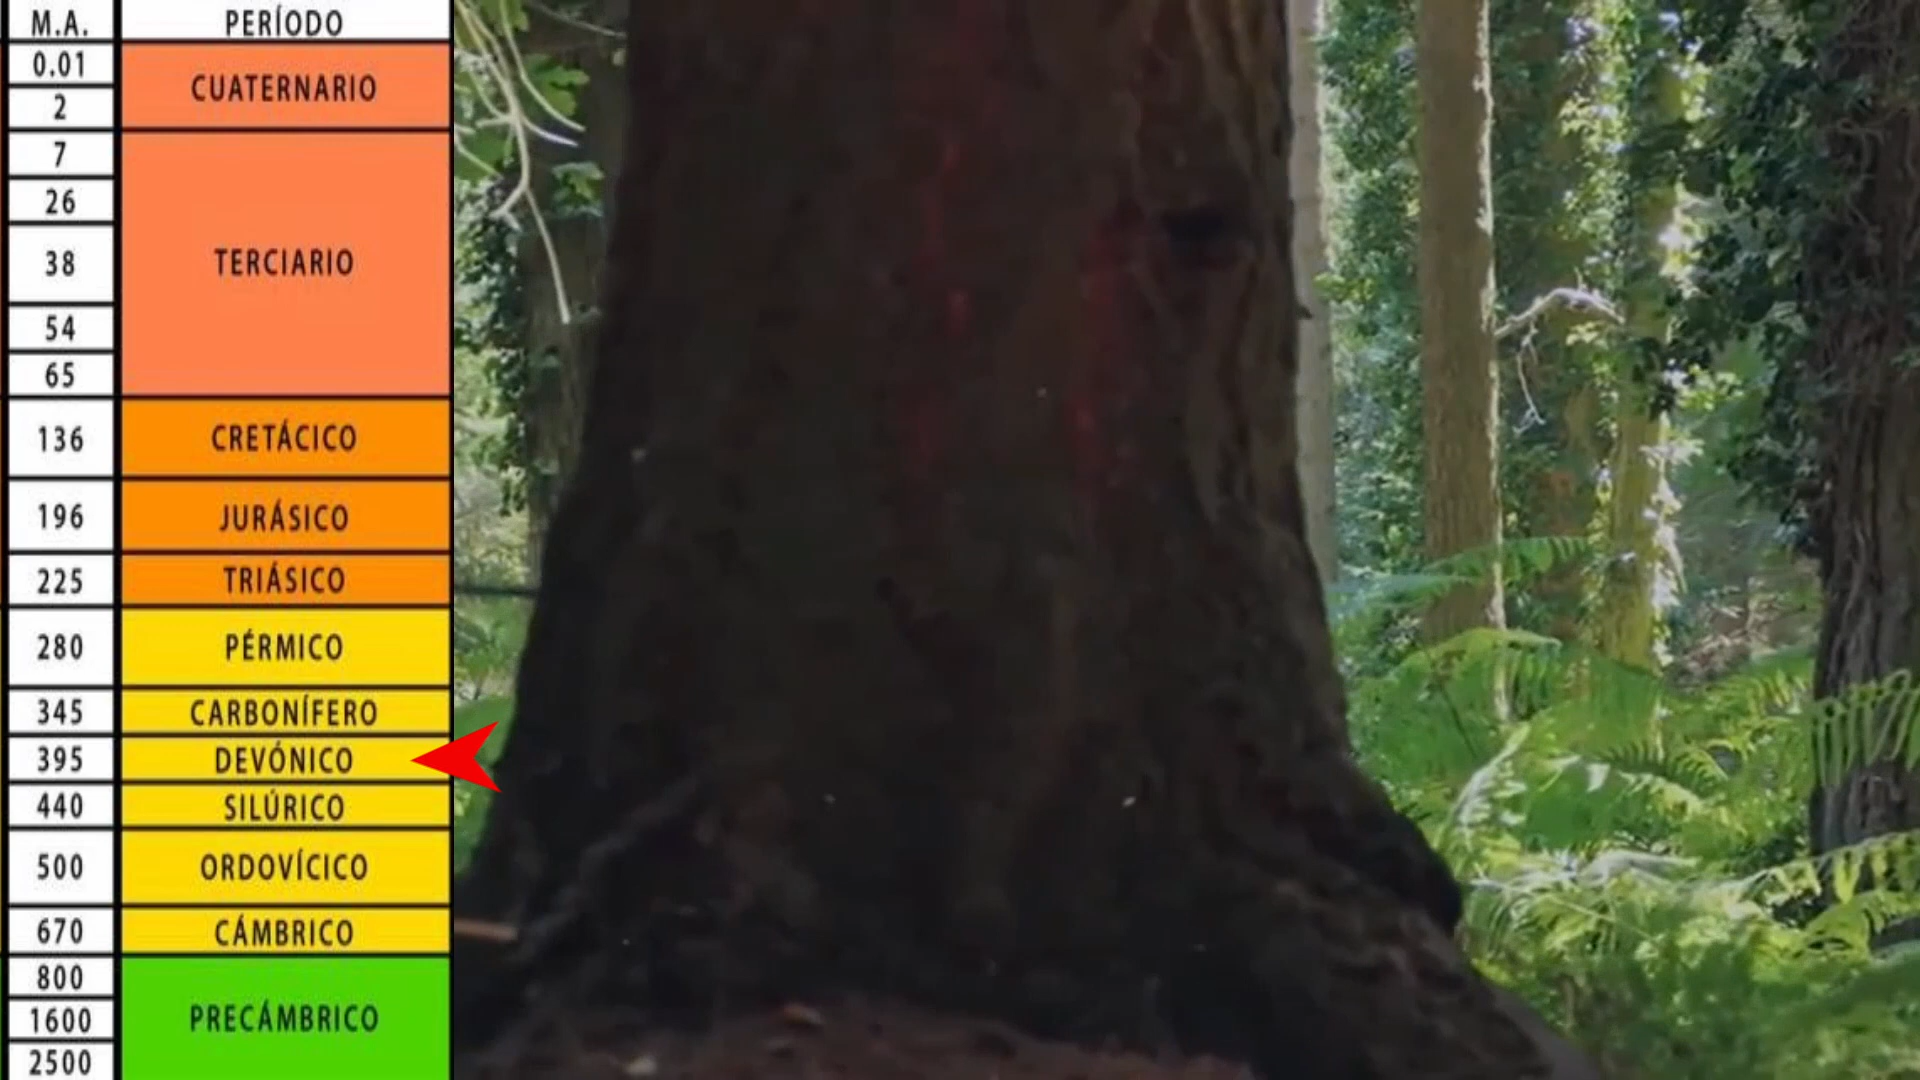 M.A. PERÍODO
0.01
CUATERNARIO
2
7
26
38 TERCIARIO
54
65
136 CRETÁCICO
196 JURÁSICO
225 TRIÁSICO
280 PÉRMICO
345 CARBONÍFERO
395 DEVÓNICO
440 SILÚRICO
500 ORDOVÍCICO
670 CÁMBRICO
800
1600 PRECÁMBRICO
2500